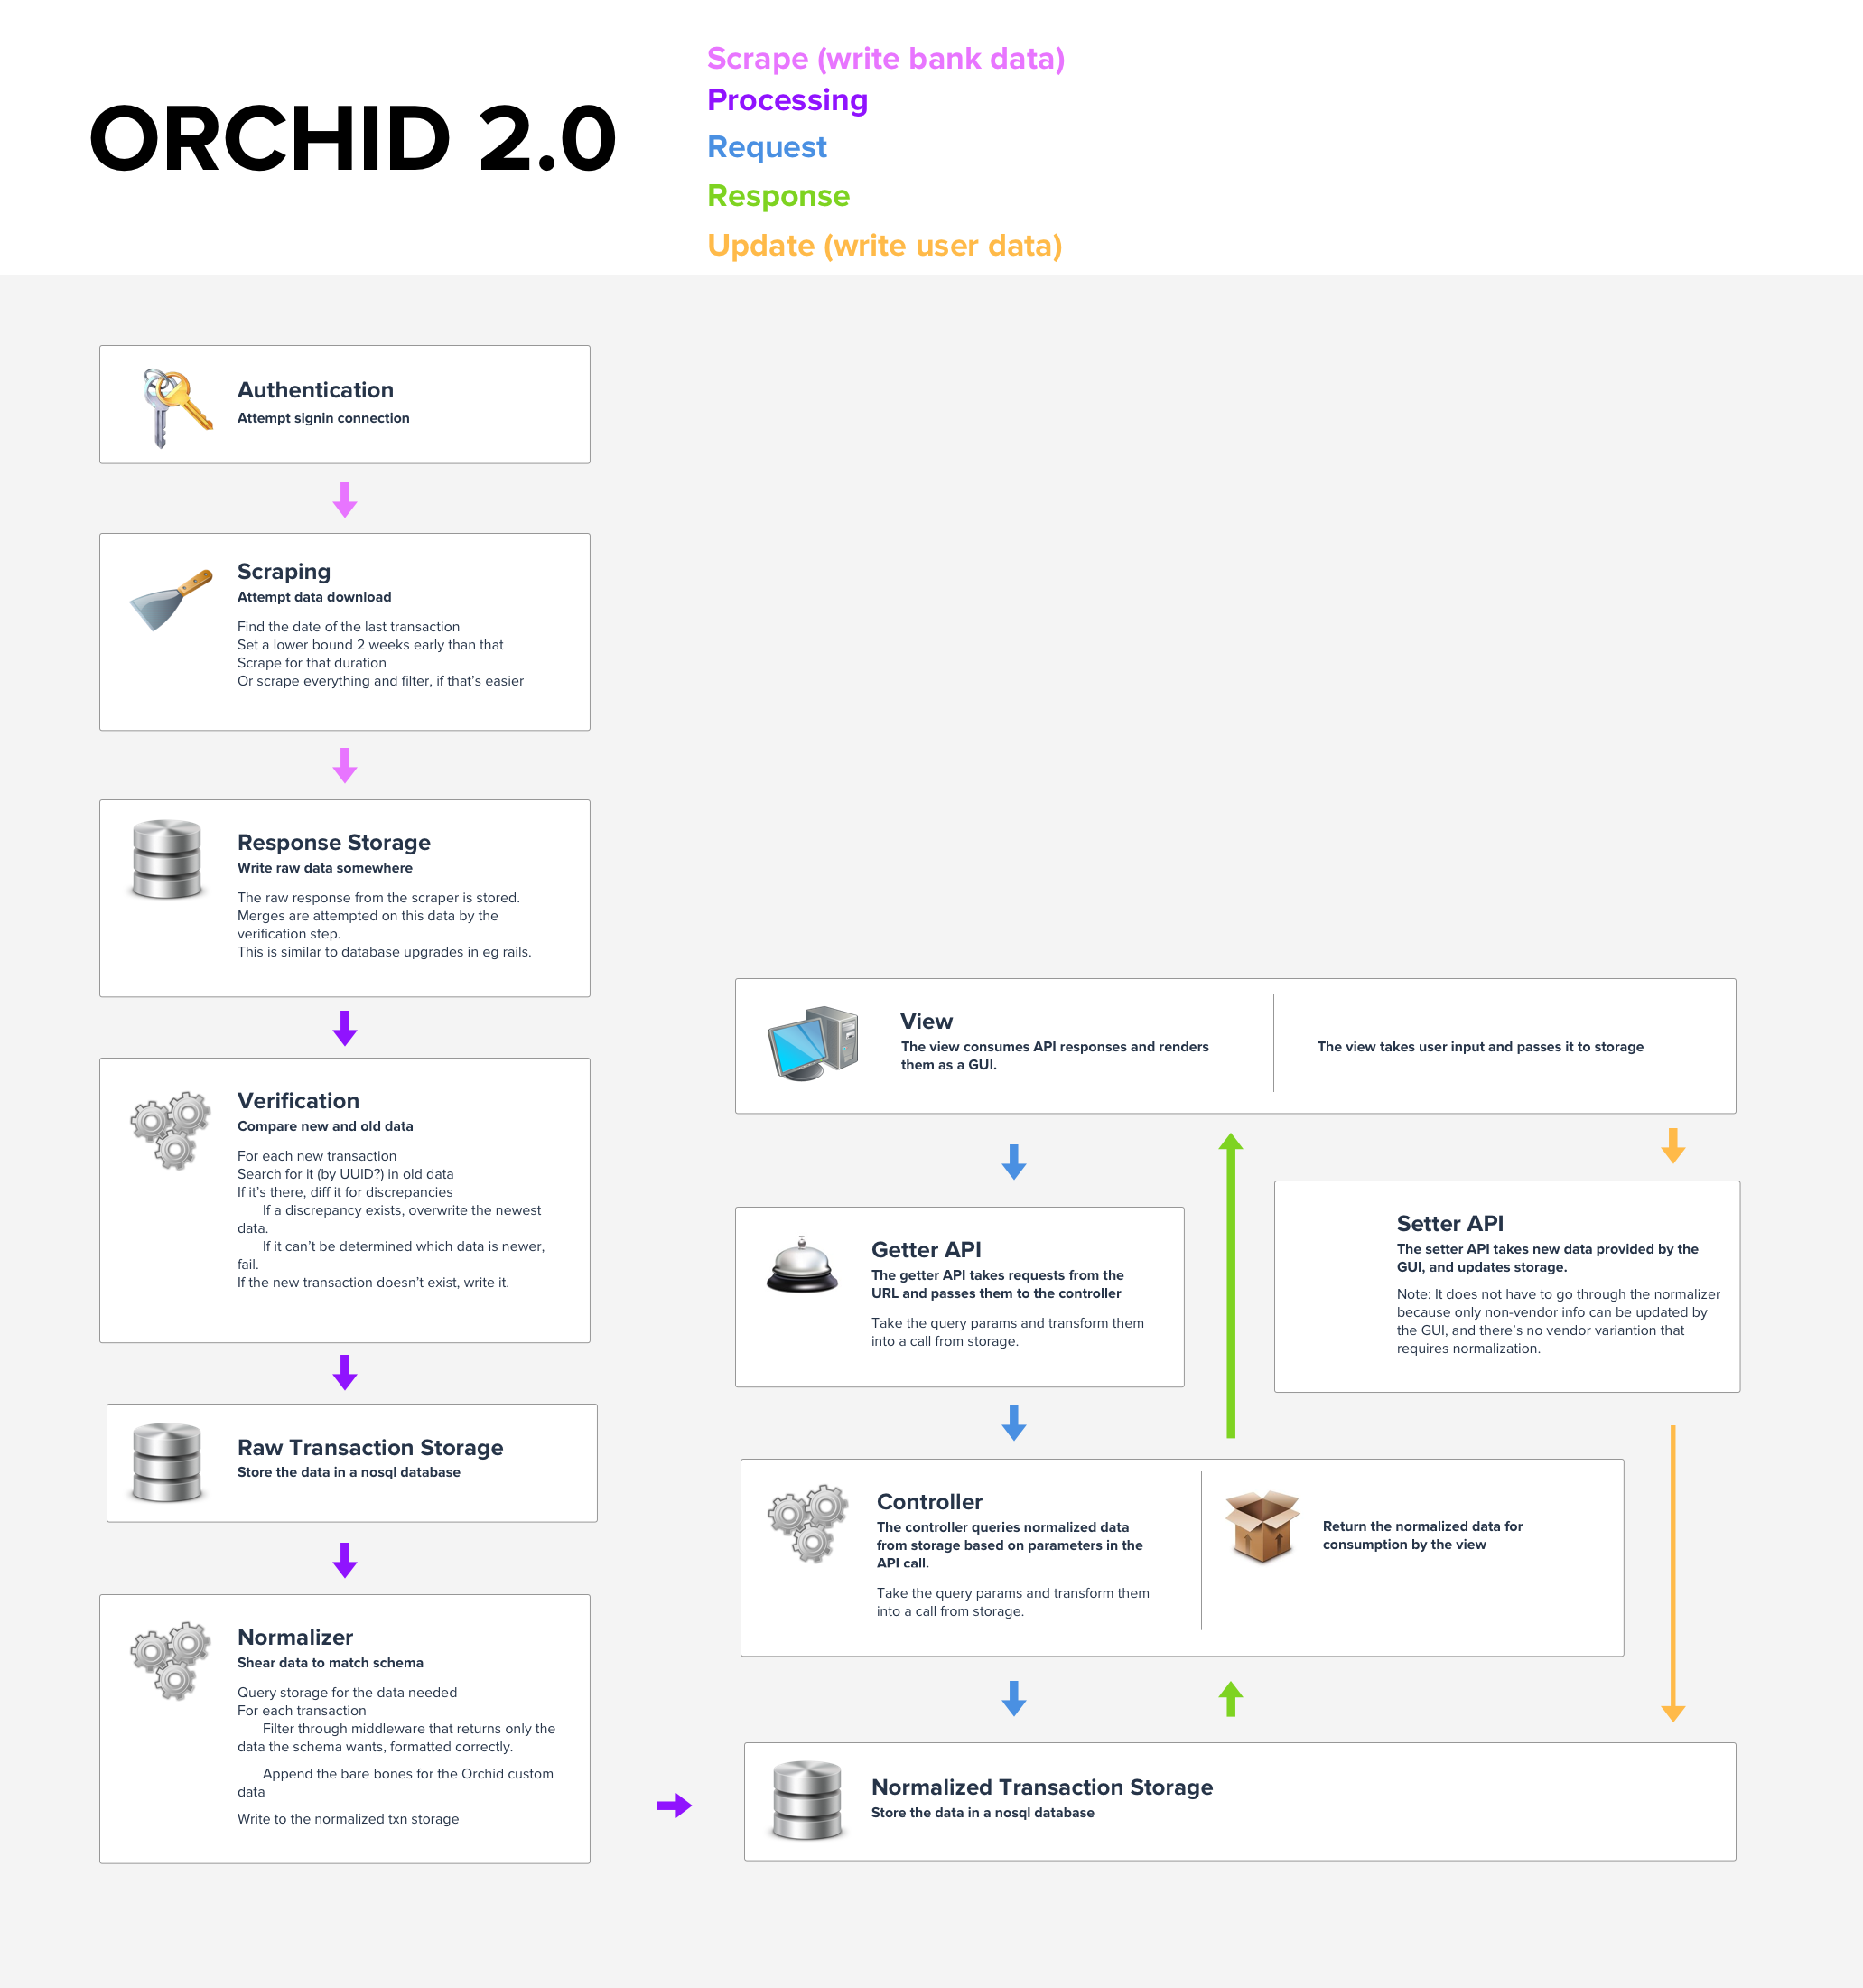 ORCHID 2.0
Scrape (write bank data)
Processing
Request
Response
Update (write user data)
Authentication
Attempt signin connection
Scraping
Attempt data download
Find the date of the last transaction
Set a lower bound 2 weeks early than that
Scrape for that duration
Or scrape everything and filter, if that's easier
Response Storage
Write raw data somewhere
The raw response from the scraper is stored.
Merges are attempted on this data by the
verification step.
This is similar to database upgrades in eg rails.
Verification
Compare new and old data
For each new transaction
Search for it (by UUID?) in old data
If it's there, diff it for discrepancies
If a discrepancy exists, overwrite the newest
data.
If it can't be determined which data is newer,
fail.
If the new transaction doesn't exist, write it.
Raw Transaction Storage
Store the data in a nosql database
Normalizer
Shear data to match schema
Query storage for the data needed
For each transaction
Filter through middleware that returns only the
data the schema wants, formatted correctly.
Append the bare bones for the Orchid custom
data
Write to the normalized txn storage
View
The view consumes API responses and renders
them as a GUI.
The view takes user input and passes it to storage
Getter API
The getter API takes requests from the
URL and passes them to the controller
Take the query params and transform them
into a call from storage.
Setter API
The setter API takes new data provided by the
GUI, and updates storage.
Note: It does not have to go through the normalizer
because only non-vendor info can be updated by
the GUI, and there's no vendor variantion that
requires normalization.
Controller
The controller queries normalized data
from storage based on parameters in the
API call.
Take the query params and transform them
into a call from storage.
Return the normalized data for
consumption by the view
Normalized Transaction Storage
Store the data in a nosql database